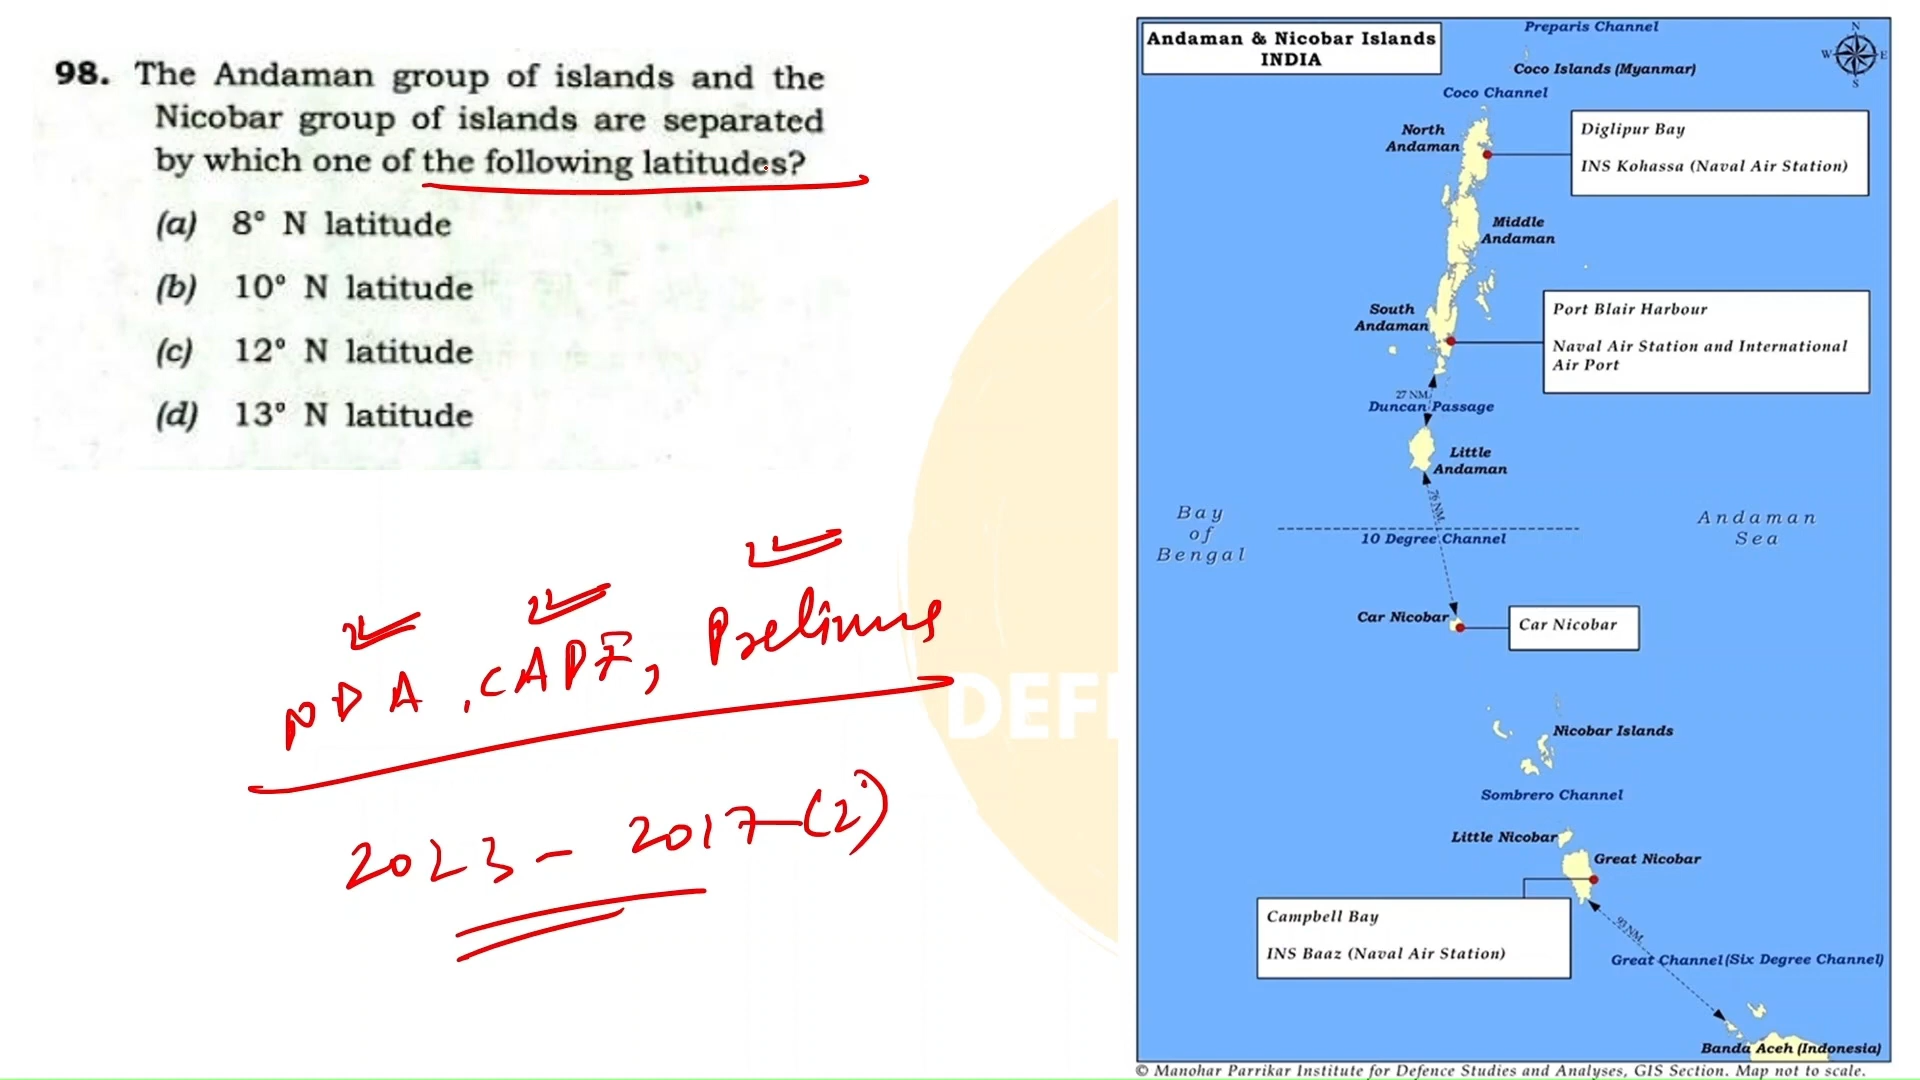 98. The Andaman group of islands and the
Nicobar group of islands are separated
by which one of the following latitudes?
(a) 8° N latitude
(b) 10° N latitude
(c) 12° N latitude
(d) 13° N latitude
NDA, CAPF, Prelims
2023 - 2017 (2)
DEFE
Andaman & Nicobar Islands
INDIA
Preparis Channel
N
W E
S
Coco Islands (Myanmar)
Coco Channel
North
Andaman
Diglipur Bay
INS Kohassa (Naval Air Station)
Middle
Andaman
South
Andaman
Port Blair Harbour
Naval Air Station and International
Air Port
27 NM
Duncan Passage
Little
Andaman
76 NM
Bay
of
Bengal
Andaman
Sea
10 Degree Channel
Car Nicobar
Car Nicobar
Nicobar Islands
Sombrero Channel
Little Nicobar
Great Nicobar
Campbell Bay
INS Baaz (Naval Air Station)
Great Channel (Six Degree Channel)
Banda Aceh (Indonesia)
© Manohar Parrikar Institute for Defence Studies and Analyses, GIS Section. Map not to scale.